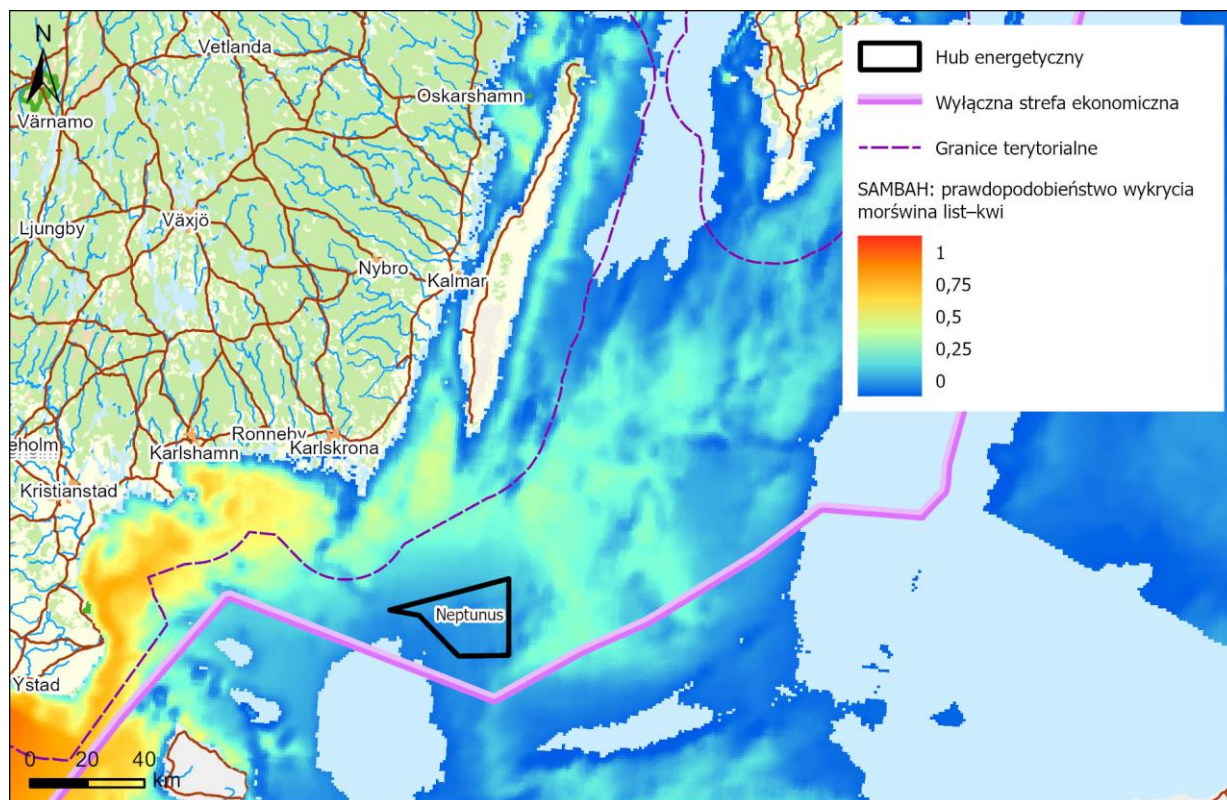 N
Vetlanda
Oskarshamn
Värnamo
Växjö
Ljungby
Nybro
Kalmar
Ronneby
Karlshamn
Karlskrona
eholm
Kristianstad
Neptunus
Ystad
0 20 40
km
Hub energetyczny
Wyłączna strefa ekonomiczna
Granice terytorialne
SAMBAH: prawdopodobieństwo wykrycia
morświna list–kwi
1
0,75
0,5
0,25
0